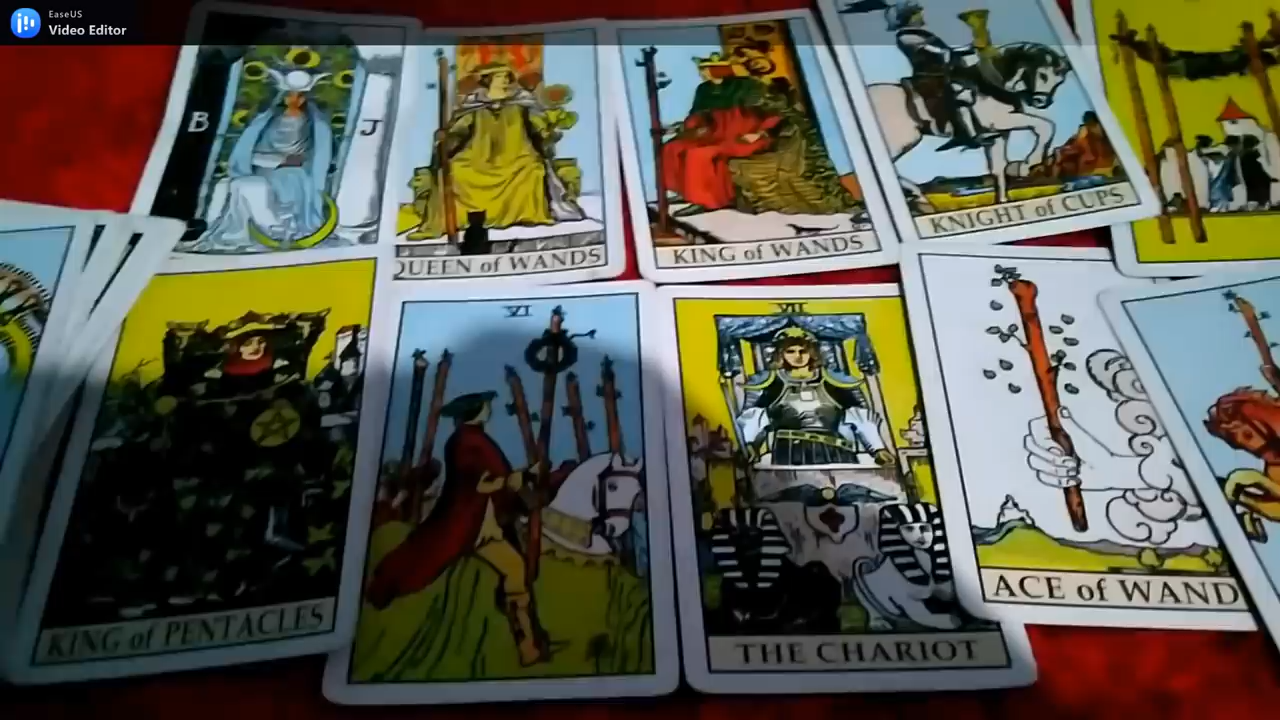 EaseUS
Video Editor
B
J
QUEEN of WANDS
KING of WANDS
KNIGHT of CUPS
KING of PENTACLES
VI
VII
THE CHARIOT
ACE of WAND